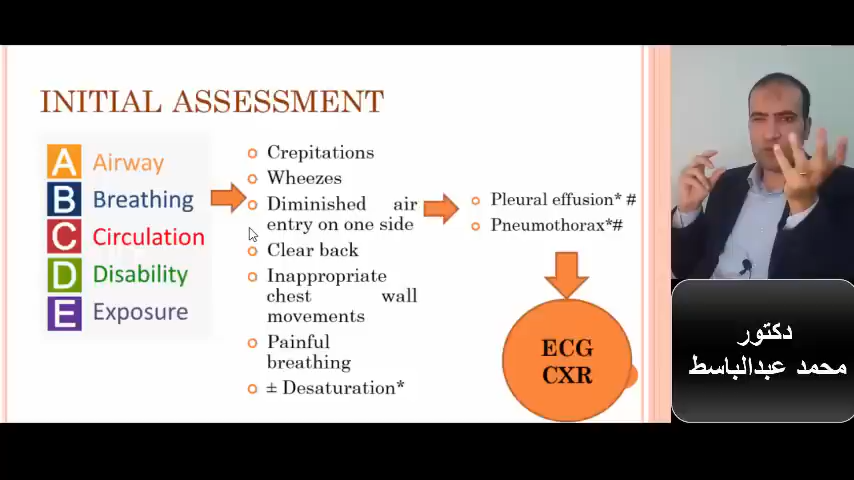 INITIAL ASSESSMENT
A Airway
B Breathing
C Circulation
D Disability
E Exposure
Crepitations
Wheezes
Diminished air
entry on one side
Clear back
Inappropriate
chest wall
movements
Painful
breathing
± Desaturation*
Pleural effusion* #
Pneumothorax*#
ECG
CXR
دكتور
محمد عبدالباسط